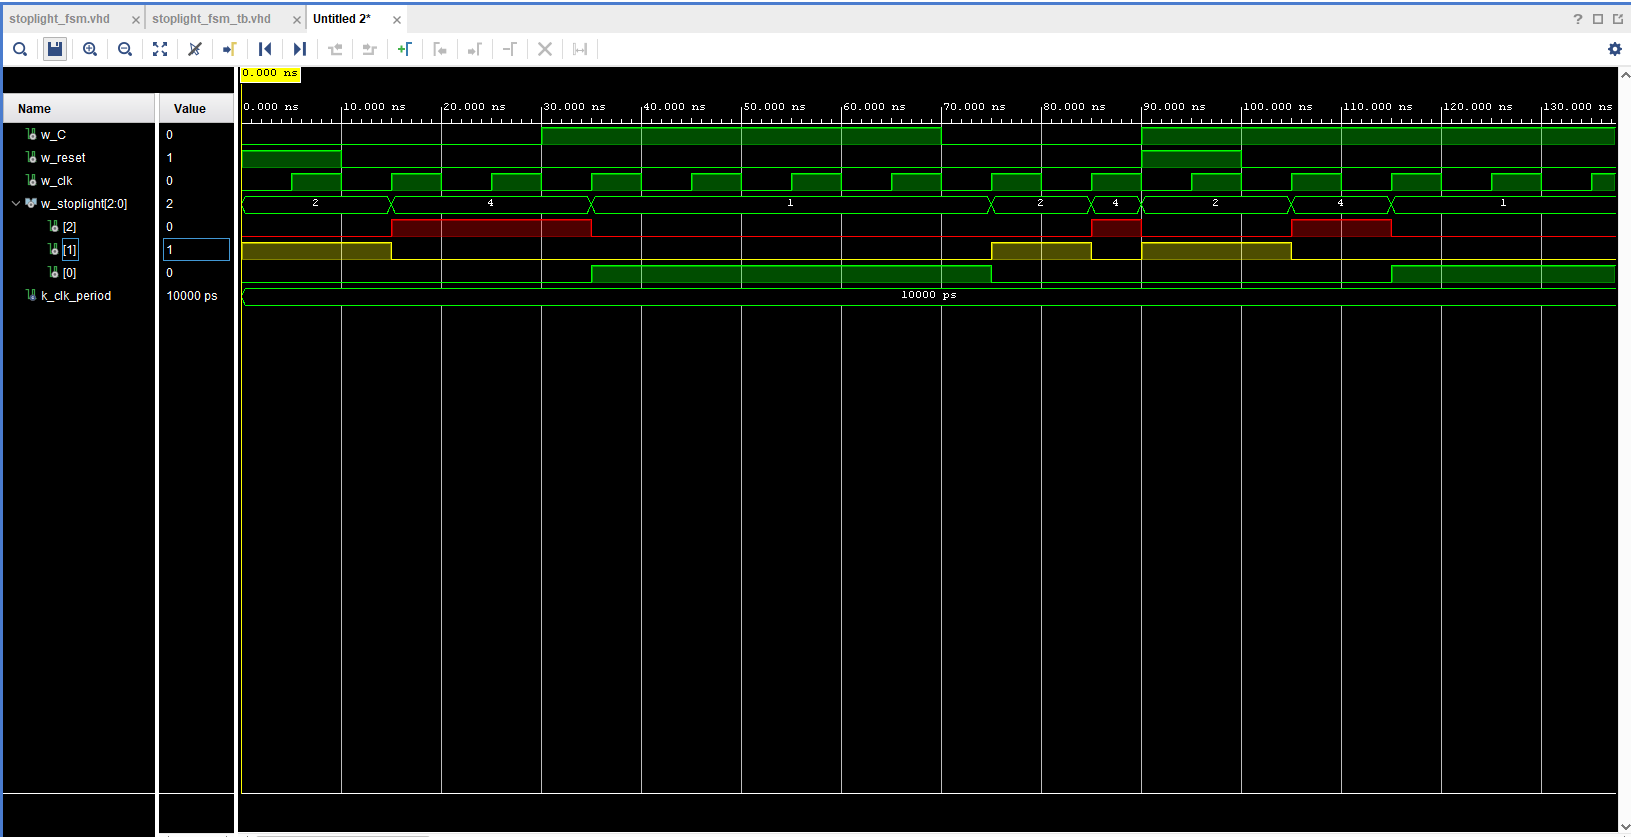 stoplight_fsm.vhd × stoplight_fsm_tb.vhd × Untitled 2* × ?
0.000 ns
Name Value 0.000 ns 10.000 ns 20.000 ns 30.000 ns 40.000 ns 50.000 ns 60.000 ns 70.000 ns 80.000 ns 90.000 ns 100.000 ns 110.000 ns 120.000 ns 130.000 ns
w_C 0
w_reset 1
w_clk 0
w_stoplight[2:0] 2 2 4 1 2 4 2 4 1
[2] 0
[1] 1
[0] 0
k_clk_period 10000 ps 10000 ps